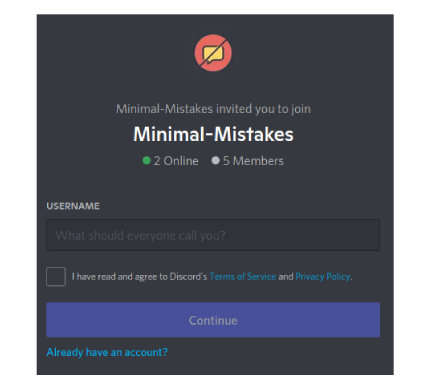 Minimal-Mistakes invited you to join
Minimal-Mistakes
2 Online 5 Members
USERNAME
What should everyone call you?
I have read and agree to Discord's Terms of Service and Privacy Policy.
Continue
Already have an account?